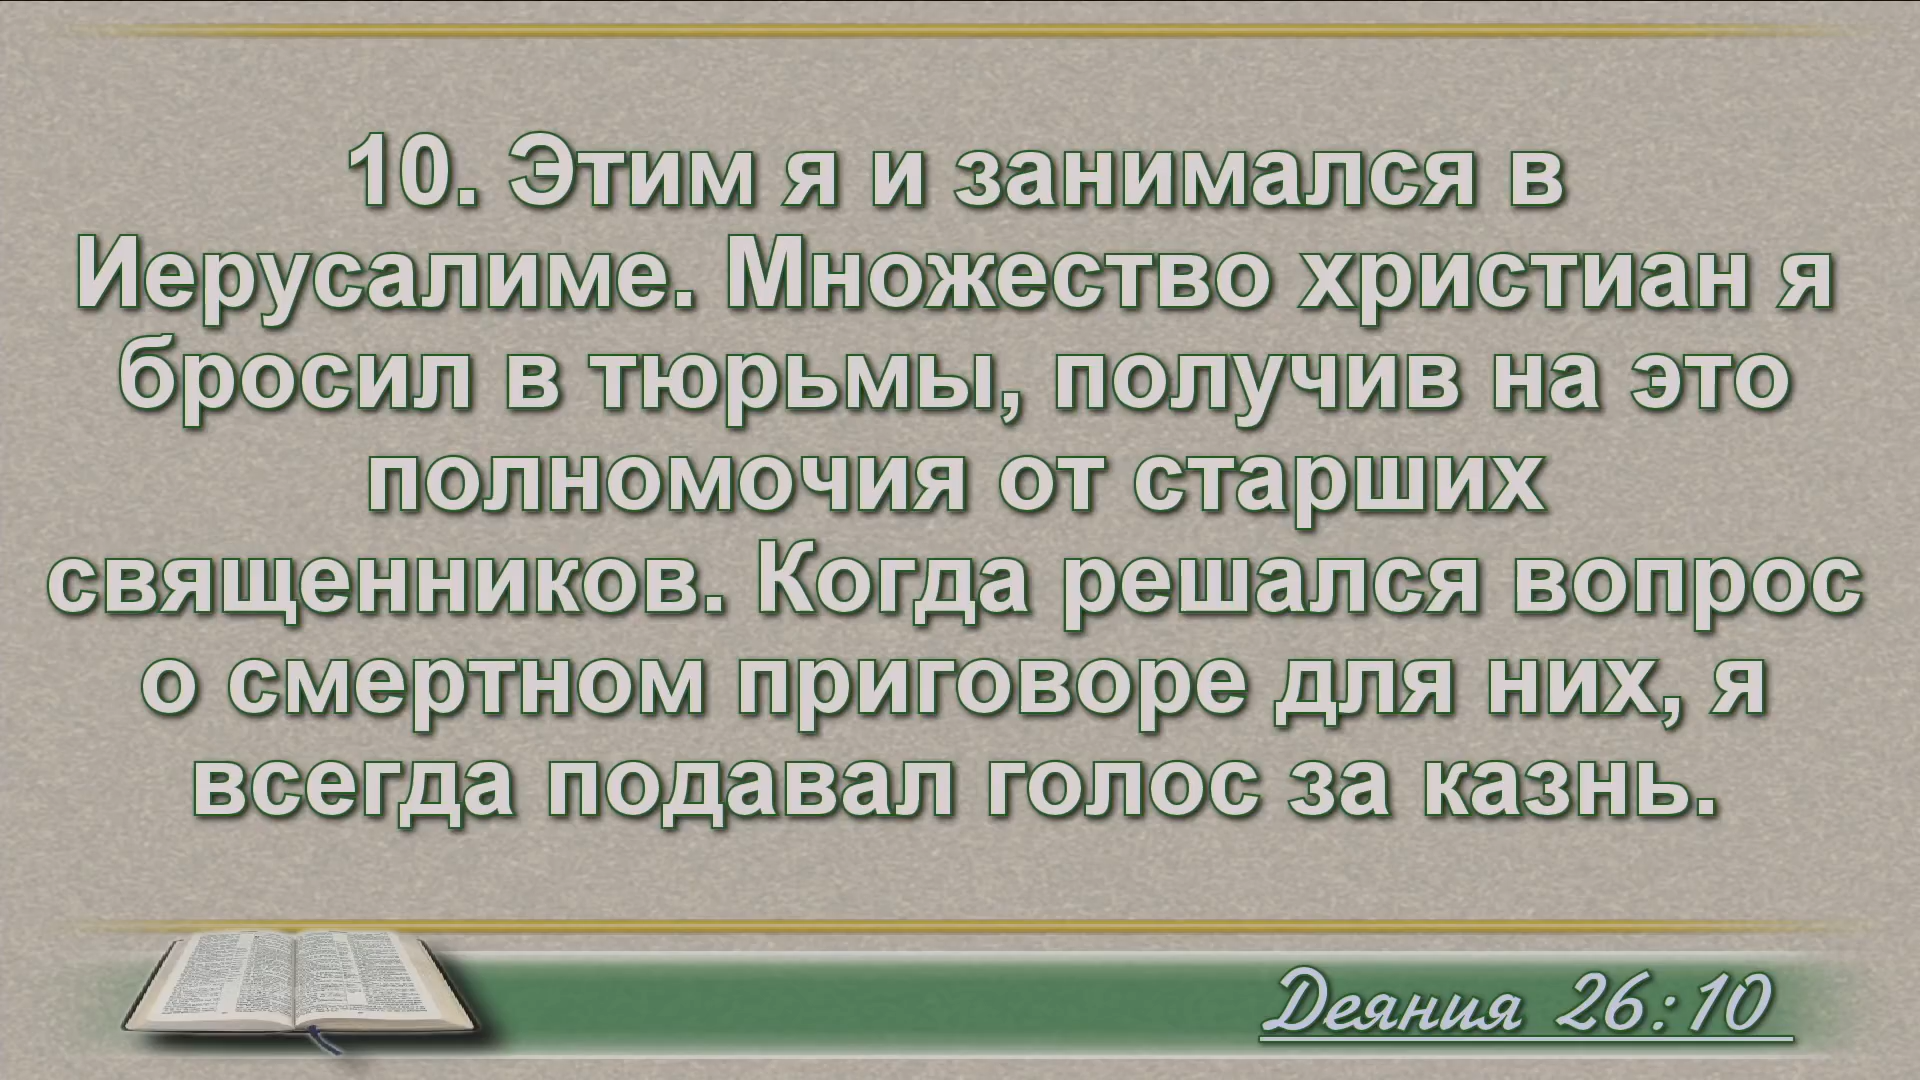 10. Этим я и занимался в
Иерусалиме. Множество христиан я
бросил в тюрьмы, получив на это
полномочия от старших
священников. Когда решался вопрос
о смертном приговоре для них, я
всегда подавал голос за казнь.
Деяния 26:10